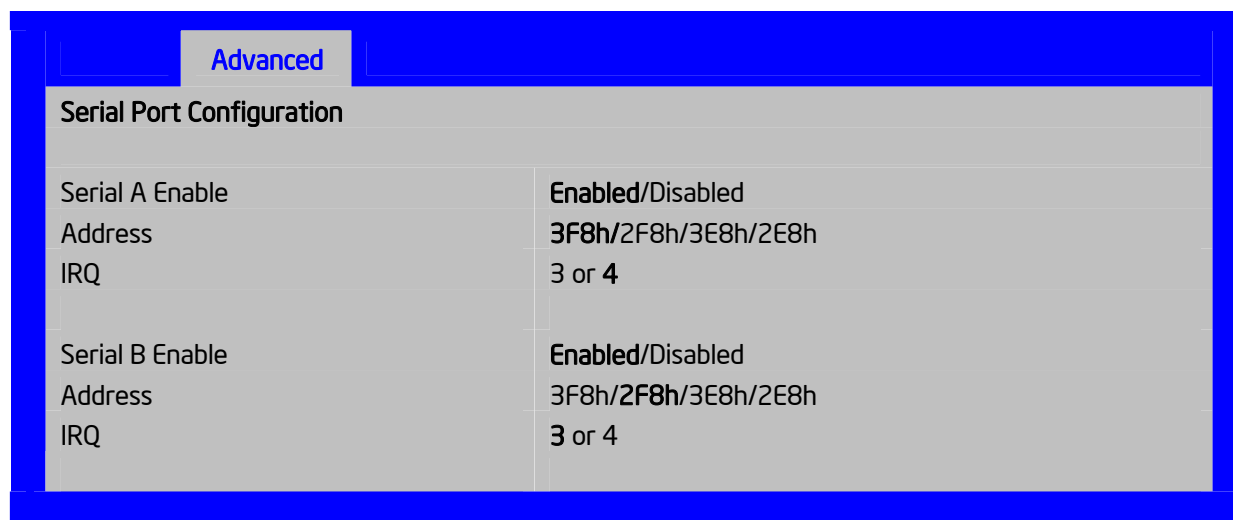 Advanced
Serial Port Configuration
Serial A Enable Enabled/Disabled
Address 3F8h/2F8h/3E8h/2E8h
IRQ 3 or 4
Serial B Enable Enabled/Disabled
Address 3F8h/2F8h/3E8h/2E8h
IRQ 3 or 4